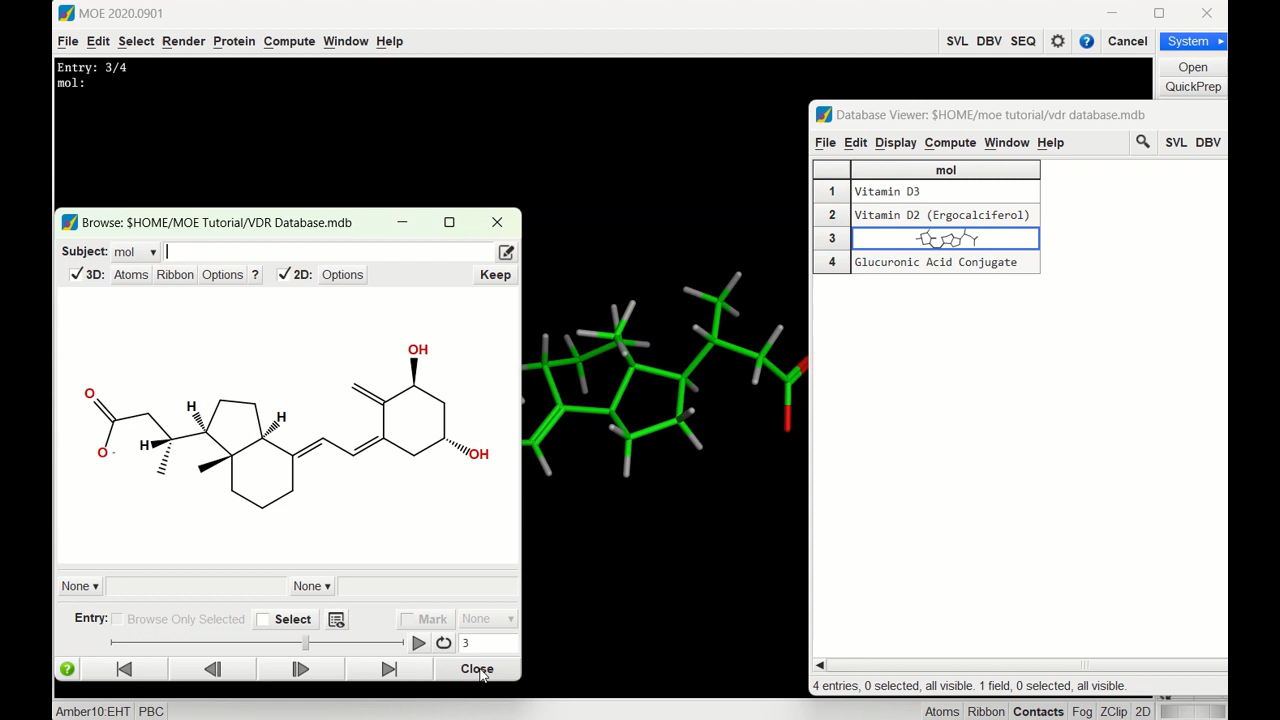 MOE 2020.0901
File Edit Select Render Protein Compute Window Help
SVL DBV SEQ Cancel System
Open
QuickPrep
Entry: 3/4
mol:
Database Viewer: $HOME/moe tutorial/vdr database.mdb
File Edit Display Compute Window Help SVL DBV
mol
1 Vitamin D3
2 Vitamin D2 (Ergocalciferol)
3
4 Glucuronic Acid Conjugate
4 entries, 0 selected, all visible. 1 field, 0 selected, all visible.
Browse: $HOME/MOE Tutorial/VDR Database.mdb
Subject: mol
3D: Atoms Ribbon Options ? 2D: Options Keep
OH
O
H
H
H
O -
OH
None None
Entry: Browse Only Selected Select Mark None
3
? Close
Amber10:EHT PBC
Atoms Ribbon Contacts Fog ZClip 2D